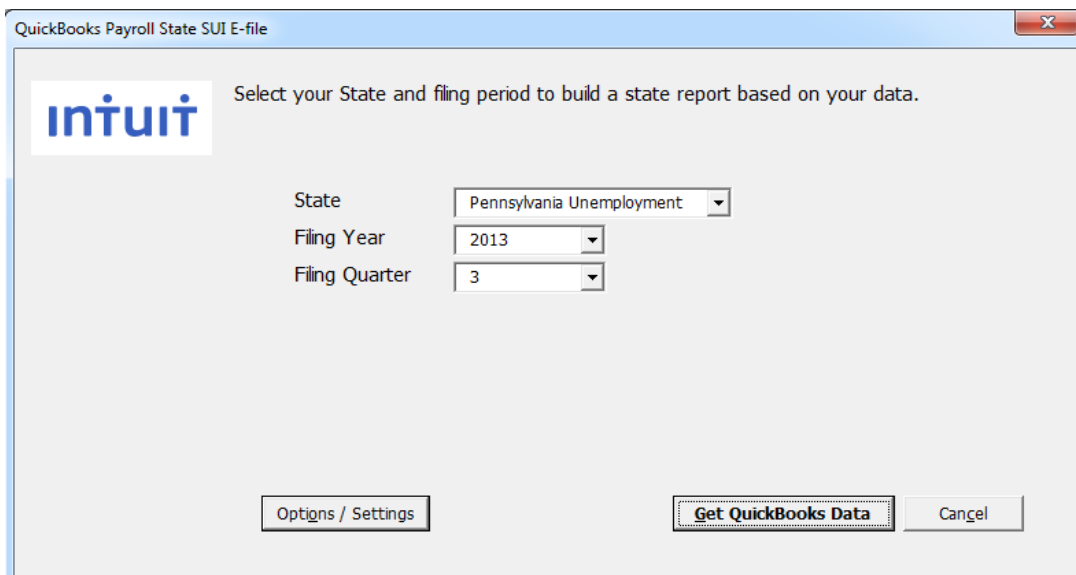 QuickBooks Payroll State SUI E-file
intuit
Select your State and filing period to build a state report based on your data.
State Pennsylvania Unemployment
Filing Year 2013
Filing Quarter 3
Options / Settings Get QuickBooks Data Cancel